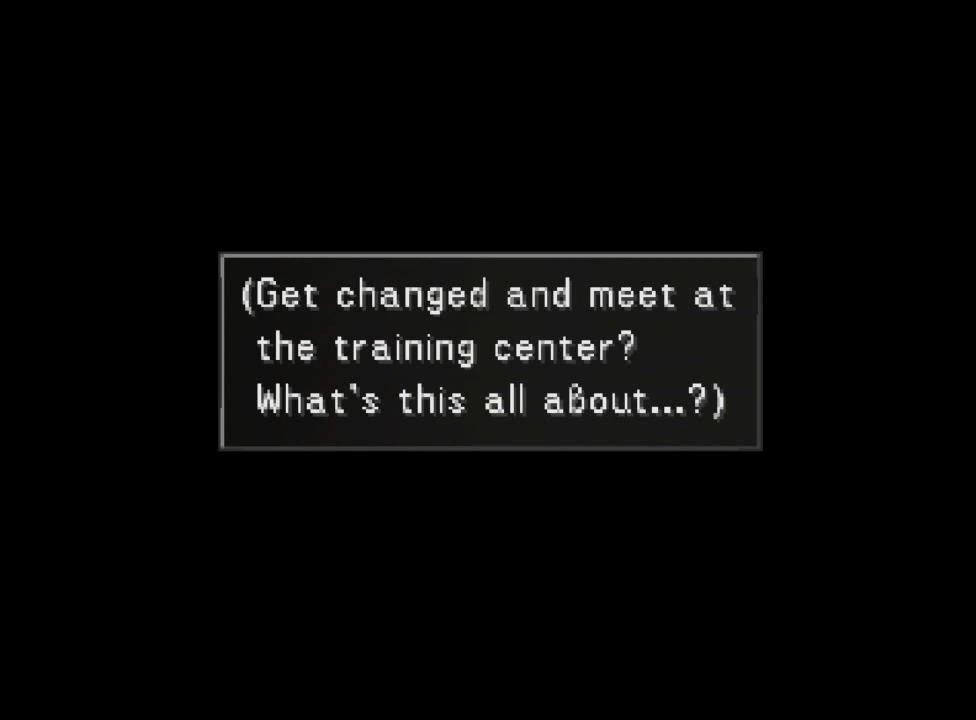 (Get changed and meet at
the training center?
What's this all about...?)